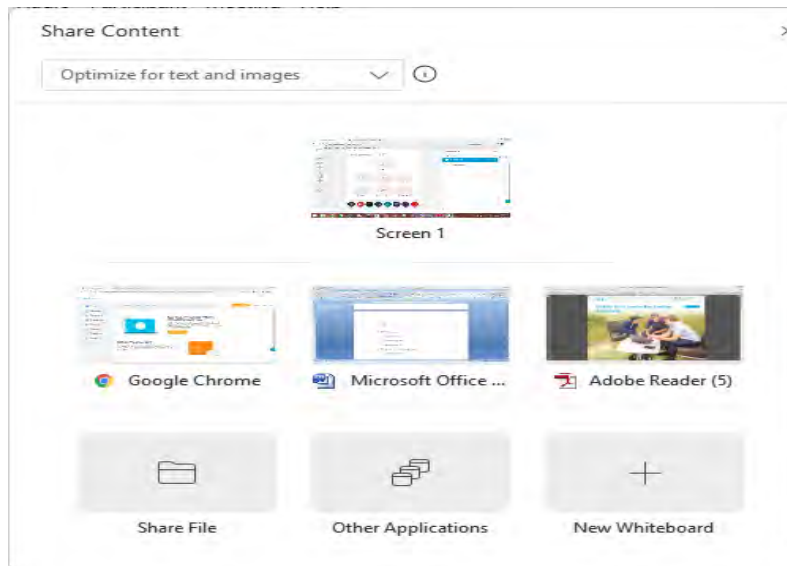 Share Content
Optimize for text and images
Screen 1
Google Chrome
Microsoft Office ...
Adobe Reader (5)
Share File
Other Applications
New Whiteboard